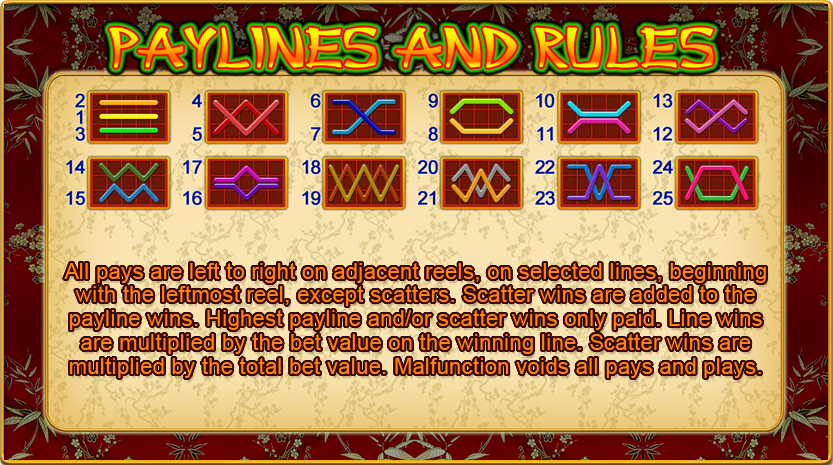 PAYLINES AND RULES
2 4 6 9 10 13
1
3 5 7 8 11 12
14 17 18 20 22 24
15 16 19 21 23 25
All pays are left to right on adjacent reels, on selected lines, beginning
with the leftmost reel, except scatters. Scatter wins are added to the
payline wins. Highest payline and/or scatter wins only paid. Line wins
are multiplied by the bet value on the winning line. Scatter wins are
multiplied by the total bet value. Malfunction voids all pays and plays.